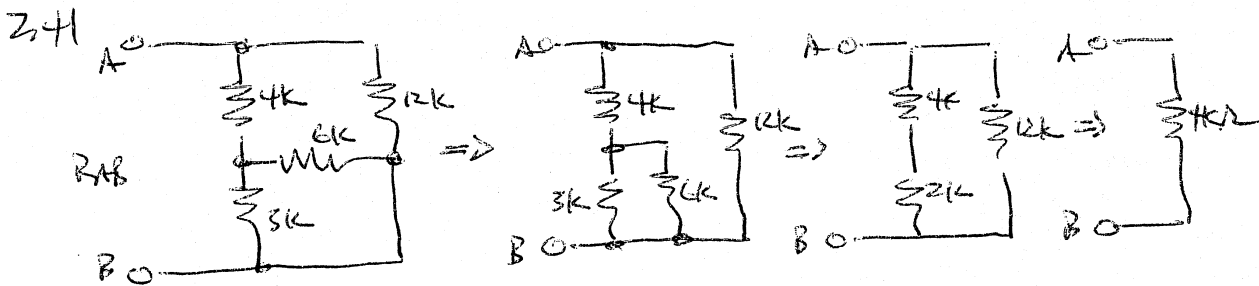 2.41
A 4K 12K
6K
RAB
3K
B
=>
A 4K 12K
3K 6K
B
=>
A 4K 12K
2K
B
=>
A 4KΩ
B